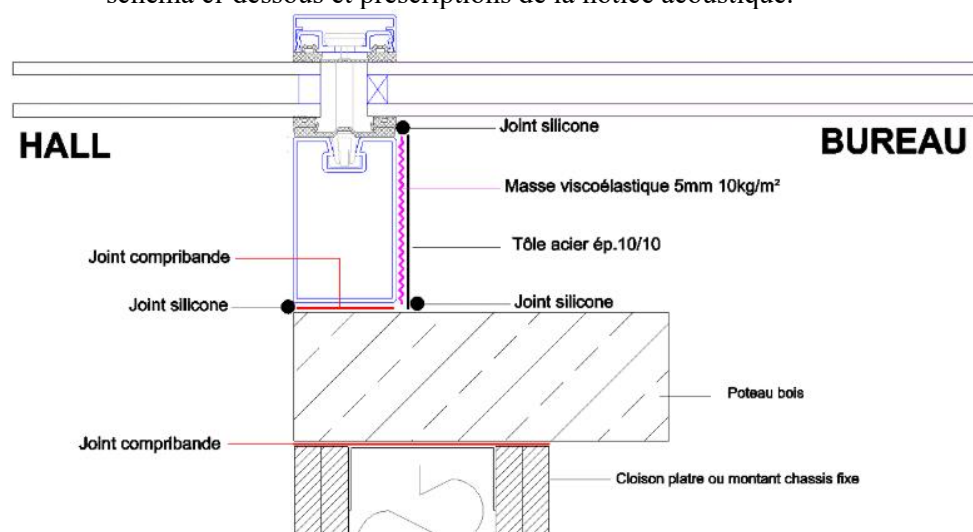 schéma ci-dessous et prescriptions de la notice acoustique.
Joint silicone
HALL
BUREAU
Masse viscoélastique 5mm 10kg/m²
Tôle acier ép.10/10
Joint compribande
Joint silicone
Joint silicone
Poteau bois
Joint compribande
Cloison platre ou montant chassis fixe